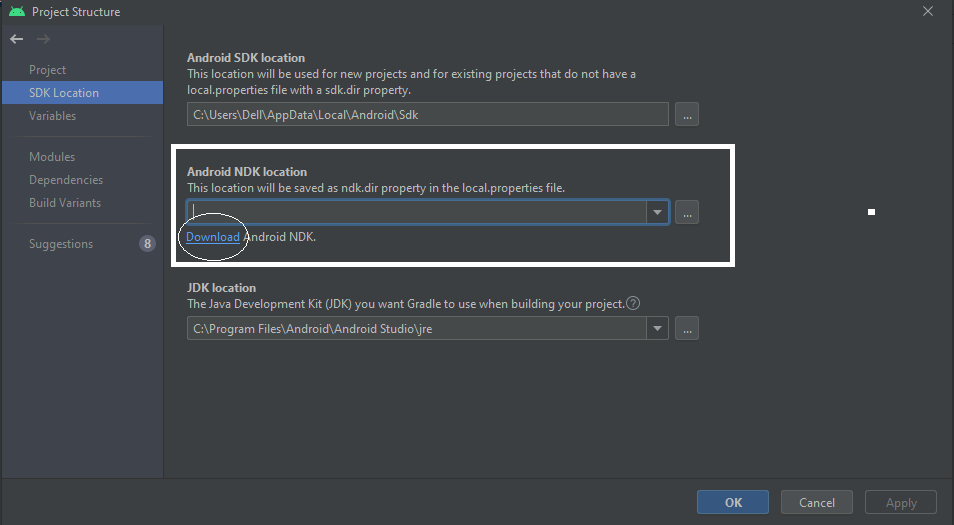 Project Structure
Project
SDK Location
Variables
Modules
Dependencies
Build Variants
Suggestions 8
Android SDK location
This location will be used for new projects and for existing projects that do not have a
local.properties file with a sdk.dir property.
C:\Users\Dell\AppData\Local\Android\Sdk
...
Android NDK location
This location will be saved as ndk.dir property in the local.properties file.
...
Download Android NDK.
JDK location
The Java Development Kit (JDK) you want Gradle to use when building your project. ?
C:\Program Files\Android\Android Studio\jre
...
OK Cancel Apply